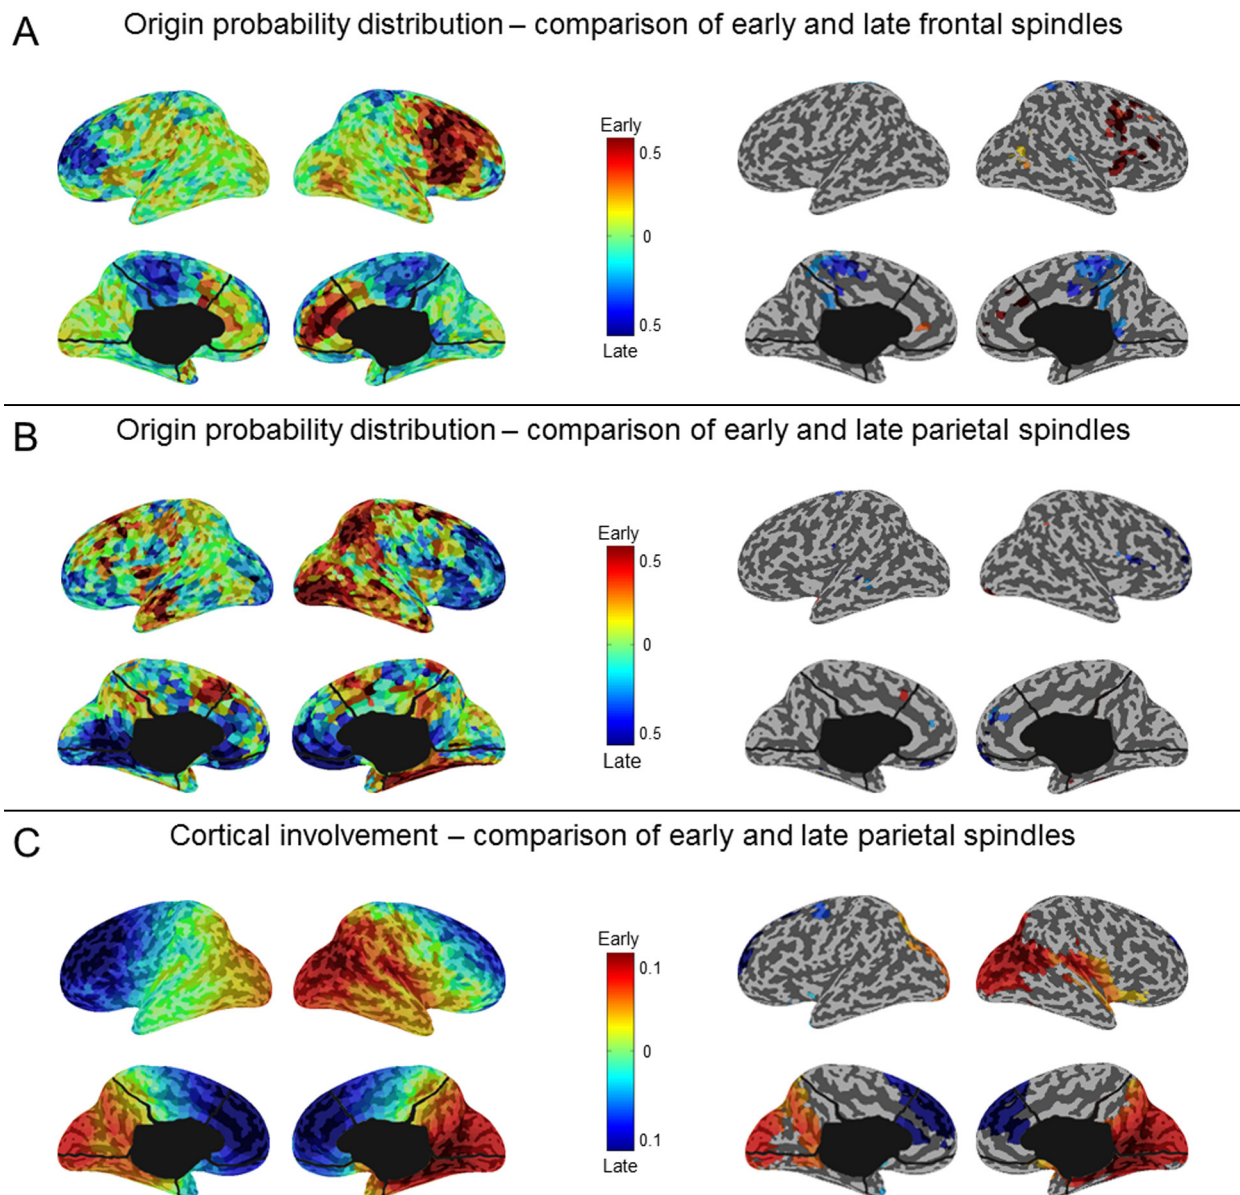 A
Origin probability distribution – comparison of early and late frontal spindles
Early
0.5
0
0.5
Late
B
Origin probability distribution – comparison of early and late parietal spindles
Early
0.5
0
0.5
Late
C
Cortical involvement – comparison of early and late parietal spindles
Early
0.1
0
0.1
Late